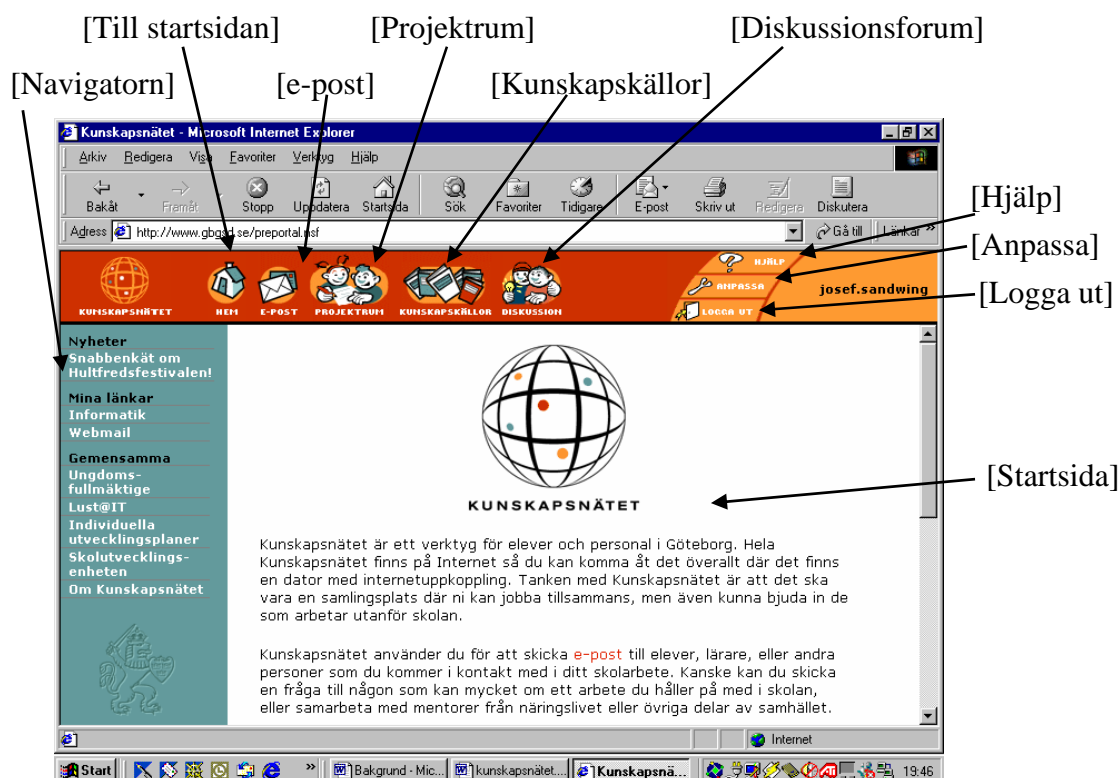 [Till startsidan] [Projektrum] [Diskussionsforum]
[Navigatorn] [e-post] [Kunskapskällor]
Kunskapsnätet - Microsoft Internet Explorer
Arkiv Redigera Visa Favoriter Verktyg Hjälp
Bakåt Framåt Stopp Uppdatera Startsida Sök Favoriter Tidigare E-post Skriv ut Redigera Diskutera
[Hjälp]
Adress http://www.gbgsd.se/preportal.nsf Gå till Länkar »
[Anpassa]
HJÄLP
ANPASSA
josef.sandwing
[Logga ut]
LOGGA UT
KUNSKAPSNÄTET HEM E-POST PROJEKTRUM KUNSKAPSKÄLLOR DISKUSSION
Nyheter
Snabbenkät om
Hultfredsfestivalen!
Mina länkar
Informatik
Webmail
Gemensamma
Ungdoms-
fullmäktige
Lust@IT
Individuella
utvecklingsplaner
Skolutvecklings-
enheten
Om Kunskapsnätet
[Startsida]
KUNSKAPSNÄTET
Kunskapsnätet är ett verktyg för elever och personal i Göteborg. Hela
Kunskapsnätet finns på Internet så du kan komma åt det överallt där det finns
en dator med internetuppkoppling. Tanken med Kunskapsnätet är att det ska
vara en samlingsplats där ni kan jobba tillsammans, men även kunna bjuda in de
som arbetar utanför skolan.
Kunskapsnätet använder du för att skicka e-post till elever, lärare, eller andra
personer som du kommer i kontakt med i ditt skolarbete. Kanske kan du skicka
en fråga till någon som kan mycket om ett arbete du håller på med i skolan,
eller samarbeta med mentorer från näringslivet eller övriga delar av samhället.
Internet
Start » Bakgrund - Mic... kunskapsnätet.... Kunskapsnä... 19:46